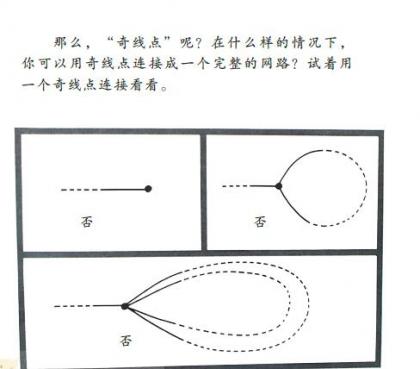 那么，“奇线点”呢？在什么样的情况下，
你可以用奇线点连接成一个完整的网路？试着用
一个奇线点连接看看。
否
否
否